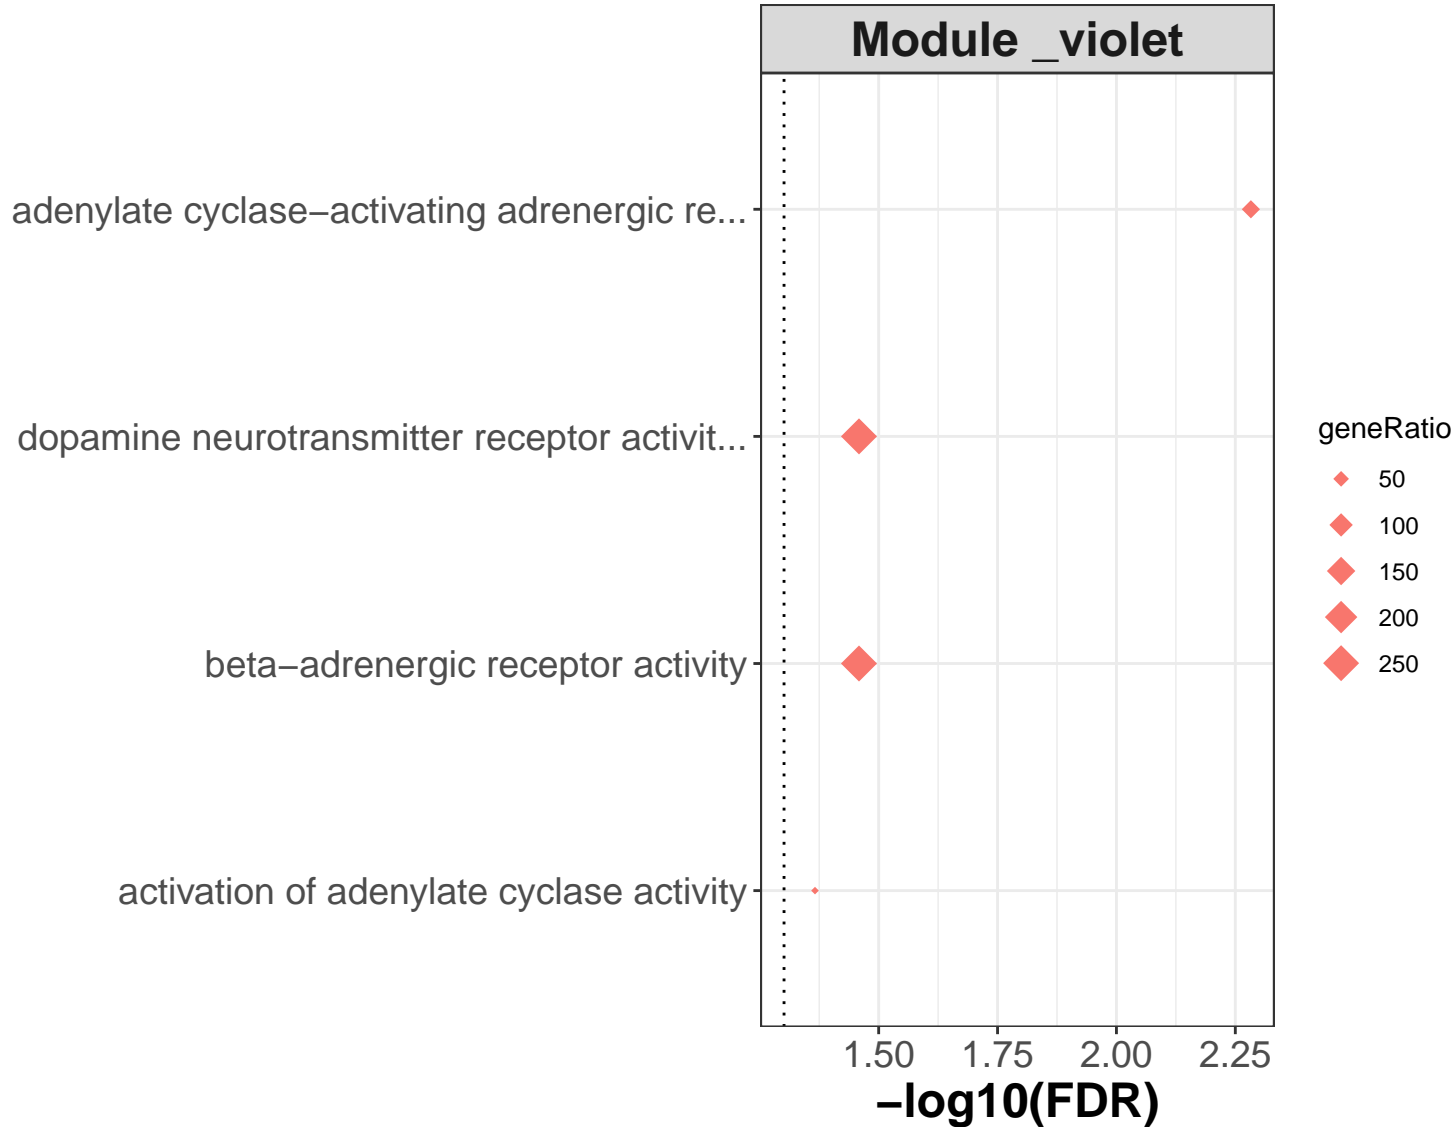 Module _violet
adenylate cyclase−activating adrenergic re...
dopamine neurotransmitter receptor activit...
beta−adrenergic receptor activity
activation of adenylate cyclase activity
1.50 1.75 2.00 2.25
−log10(FDR)
geneRatio
50
100
150
200
250